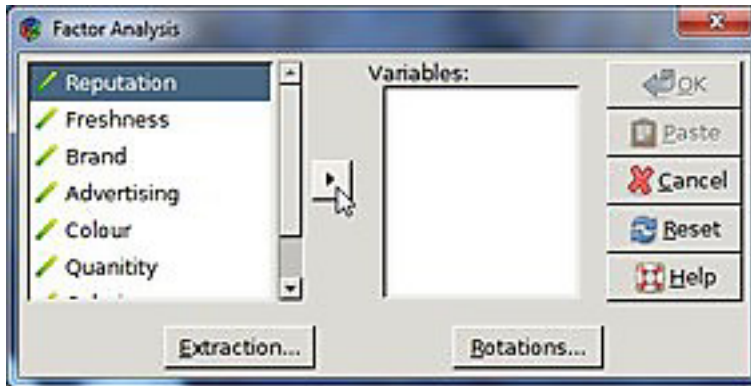 Factor Analysis
Reputation
Freshness
Brand
Advertising
Colour
Quanitity
Variables:
OK
Paste
Cancel
Reset
Help
Extraction...
Rotations...